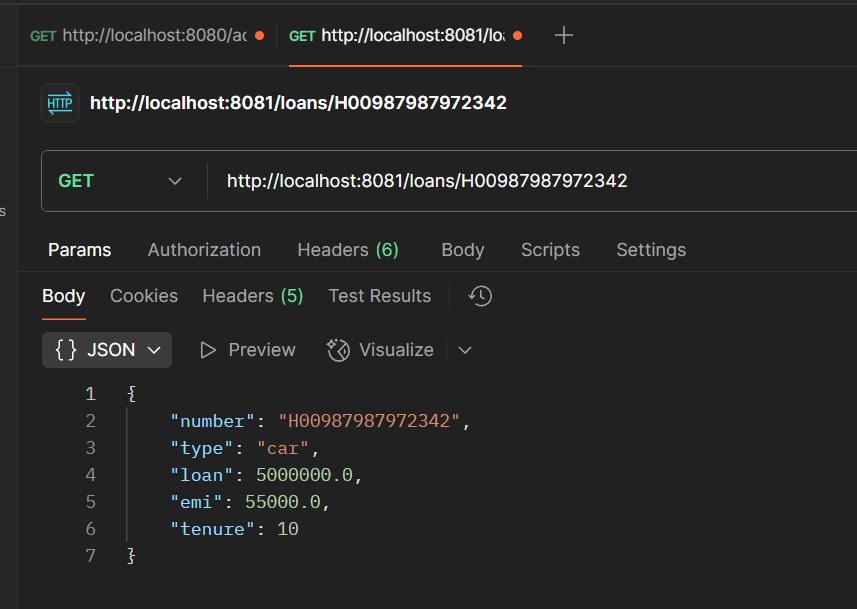 GET http://localhost:8080/ac GET http://localhost:8081/loa
HTTP http://localhost:8081/loans/H00987987972342
GET http://localhost:8081/loans/H00987987972342
s
Params Authorization Headers (6) Body Scripts Settings
Body Cookies Headers (5) Test Results
{ } JSON Preview Visualize
1 {
2 "number": "H00987987972342",
3 "type": "car",
4 "loan": 5000000.0,
5 "emi": 55000.0,
6 "tenure": 10
7 }